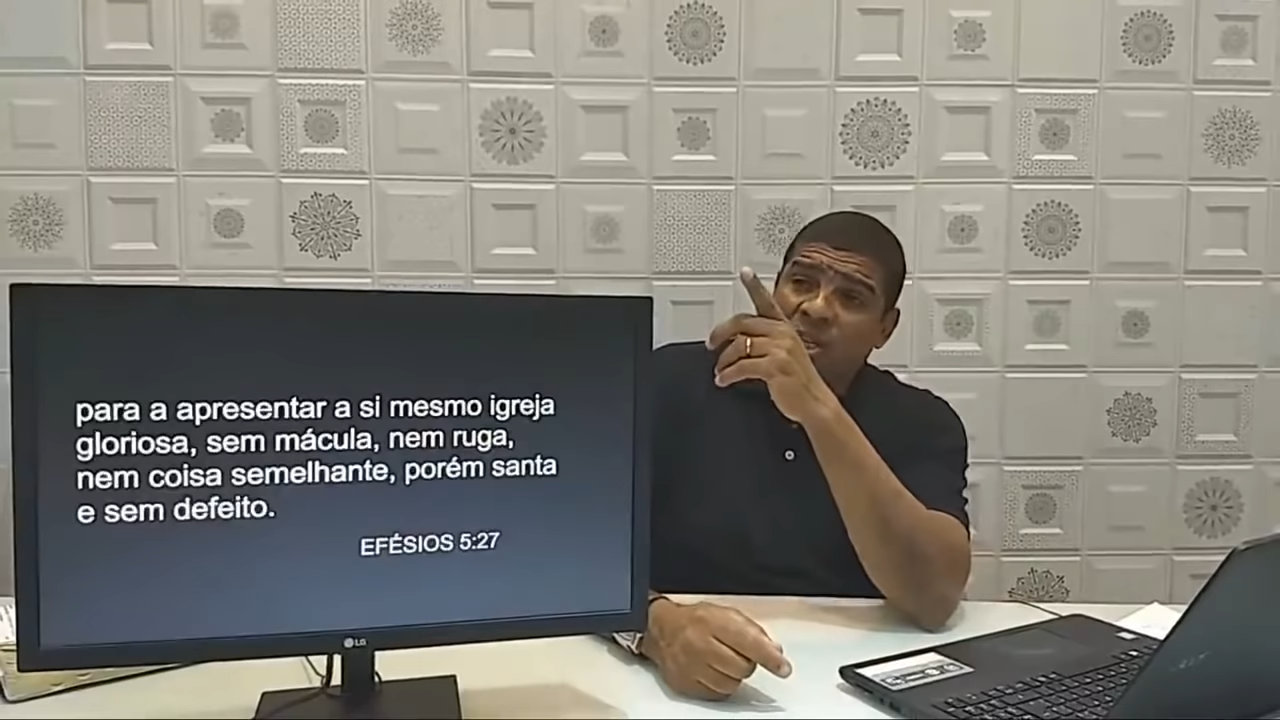 para a apresentar a si mesmo igreja
gloriosa, sem mácula, nem ruga,
nem coisa semelhante, porém santa
e sem defeito.
EFÉSIOS 5:27
LG